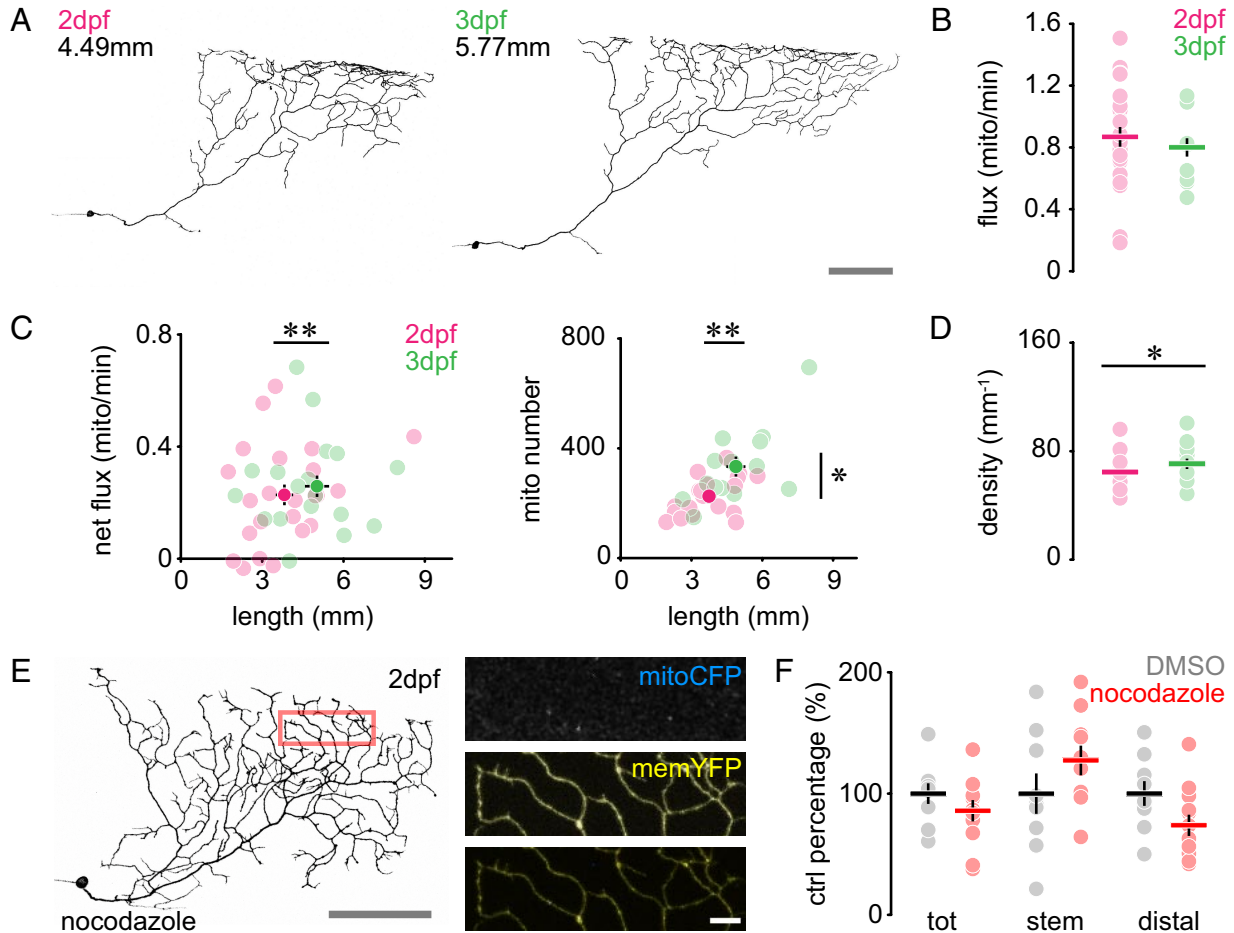 A
2dpf
4.49mm
3dpf
5.77mm
B
2dpf
3dpf
flux (mito/min)
1.6
1.2
0.8
0.4
0
C
net flux (mito/min)
0.8
0.4
0
**
2dpf
3dpf
0 3 6 9
length (mm)
mito number
800
400
0
**
*
0 3 6 9
length (mm)
D
density (mm⁻¹)
160
80
0
*
E
2dpf
nocodazole
mitoCFP
memYFP
F
ctrl percentage (%)
200
100
0
DMSO
nocodazole
tot stem distal